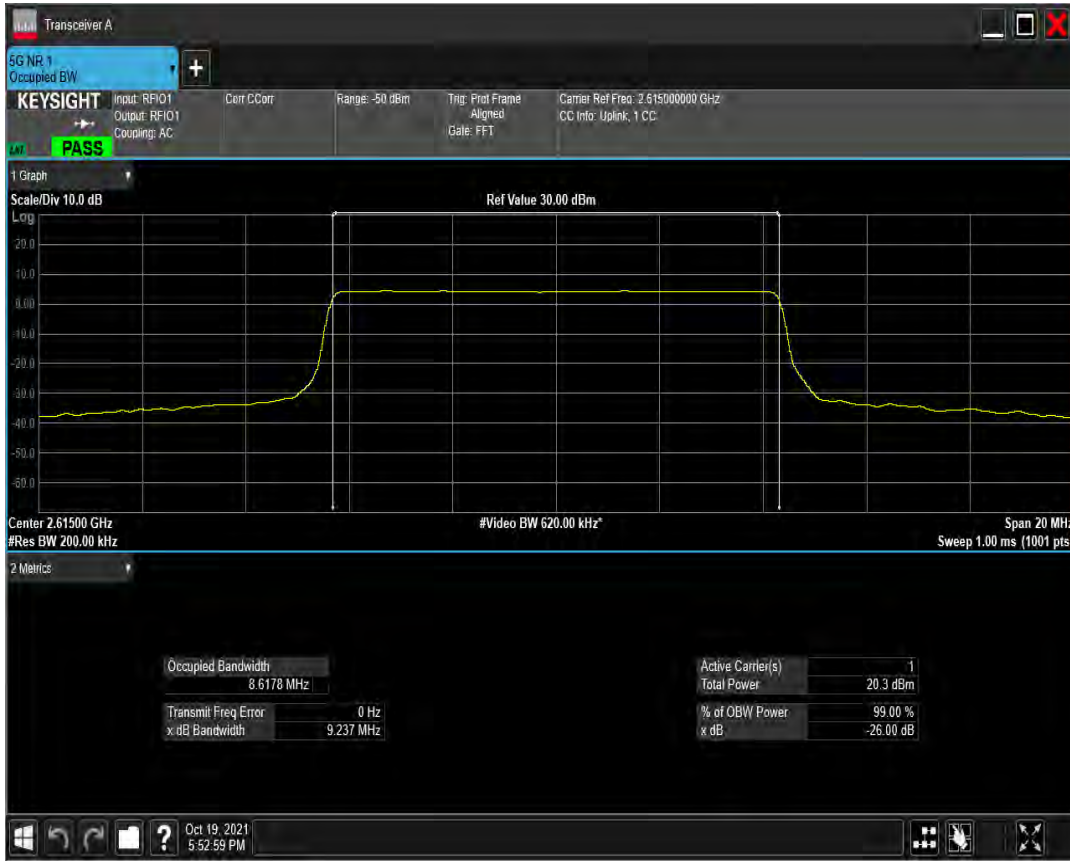 Transceiver A
5G NR 1
Occupied BW
+
KEYSIGHT
Input: RFIO1
Output: RFIO1
Coupling: AC
Corr CCorr
Range: -50 dBm
Trig: Prot Frame
Aligned
Gate: FFT
Carrier Ref Freq: 2.615000000 GHz
CC Info: Uplink, 1 CC
PASS
1 Graph
Scale/Div 10.0 dB
Ref Value 30.00 dBm
Log
20.0
10.0
0.00
-10.0
-20.0
-30.0
-40.0
-50.0
-60.0
Center 2.61500 GHz
#Video BW 620.00 kHz*
Span 20 MHz
#Res BW 200.00 kHz
Sweep 1.00 ms (1001 pts
2 Metrics
Occupied Bandwidth
8.6178 MHz
Transmit Freq Error 0 Hz
x dB Bandwidth 9.237 MHz
Active Carrier(s) 1
Total Power 20.3 dBm
% of OBW Power 99.00 %
x dB -26.00 dB
?
Oct 19, 2021
5:52:59 PM